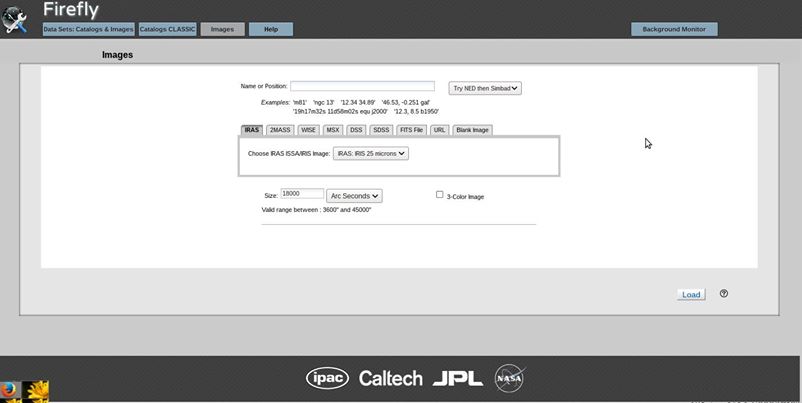 Firefly
Data Sets: Catalogs & Images Catalogs CLASSIC Images Help Background Monitor
Images
Name or Position: Try NED then Simbad
Examples: 'm81' 'ngc 13' '12.34 34.89' '46.53, -0.251 gal'
'19h17m32s 11d58m02s equ j2000' '12.3, 8.5 b1950'
IRAS 2MASS WISE MSX DSS SDSS FITS File URL Blank Image
Choose IRAS ISSA/IRIS Image: IRAS: IRIS 25 microns
Size: 18000 Arc Seconds 3-Color Image
Valid range between : 3600" and 45000"
Load
ipac Caltech JPL NASA